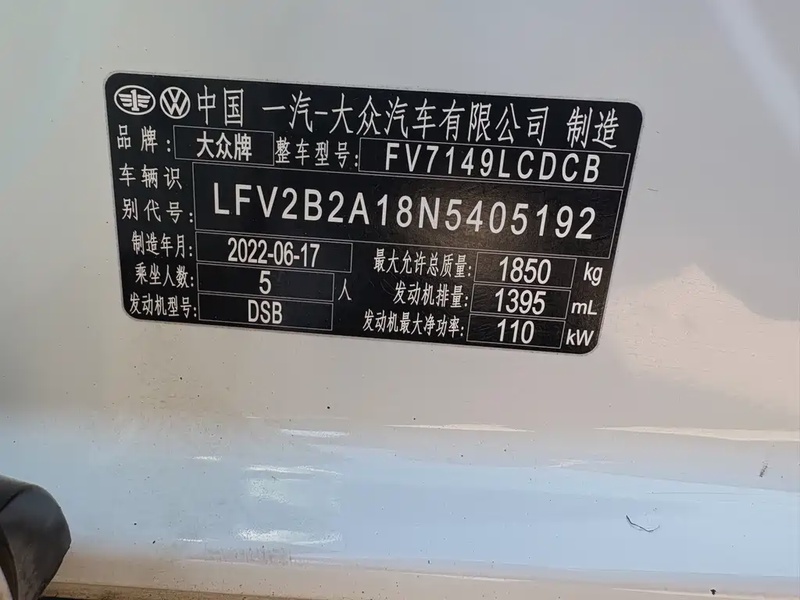 中国 一汽-大众汽车有限公司 制造
品牌: 大众牌 整车型号: FV7149LCDCB
车辆识别代号: LFV2B2A18N5405192
制造年月: 2022-06-17 最大允许总质量: 1850 kg
乘坐人数: 5 人 发动机排量: 1395 mL
发动机型号: DSB 发动机最大净功率: 110 kW